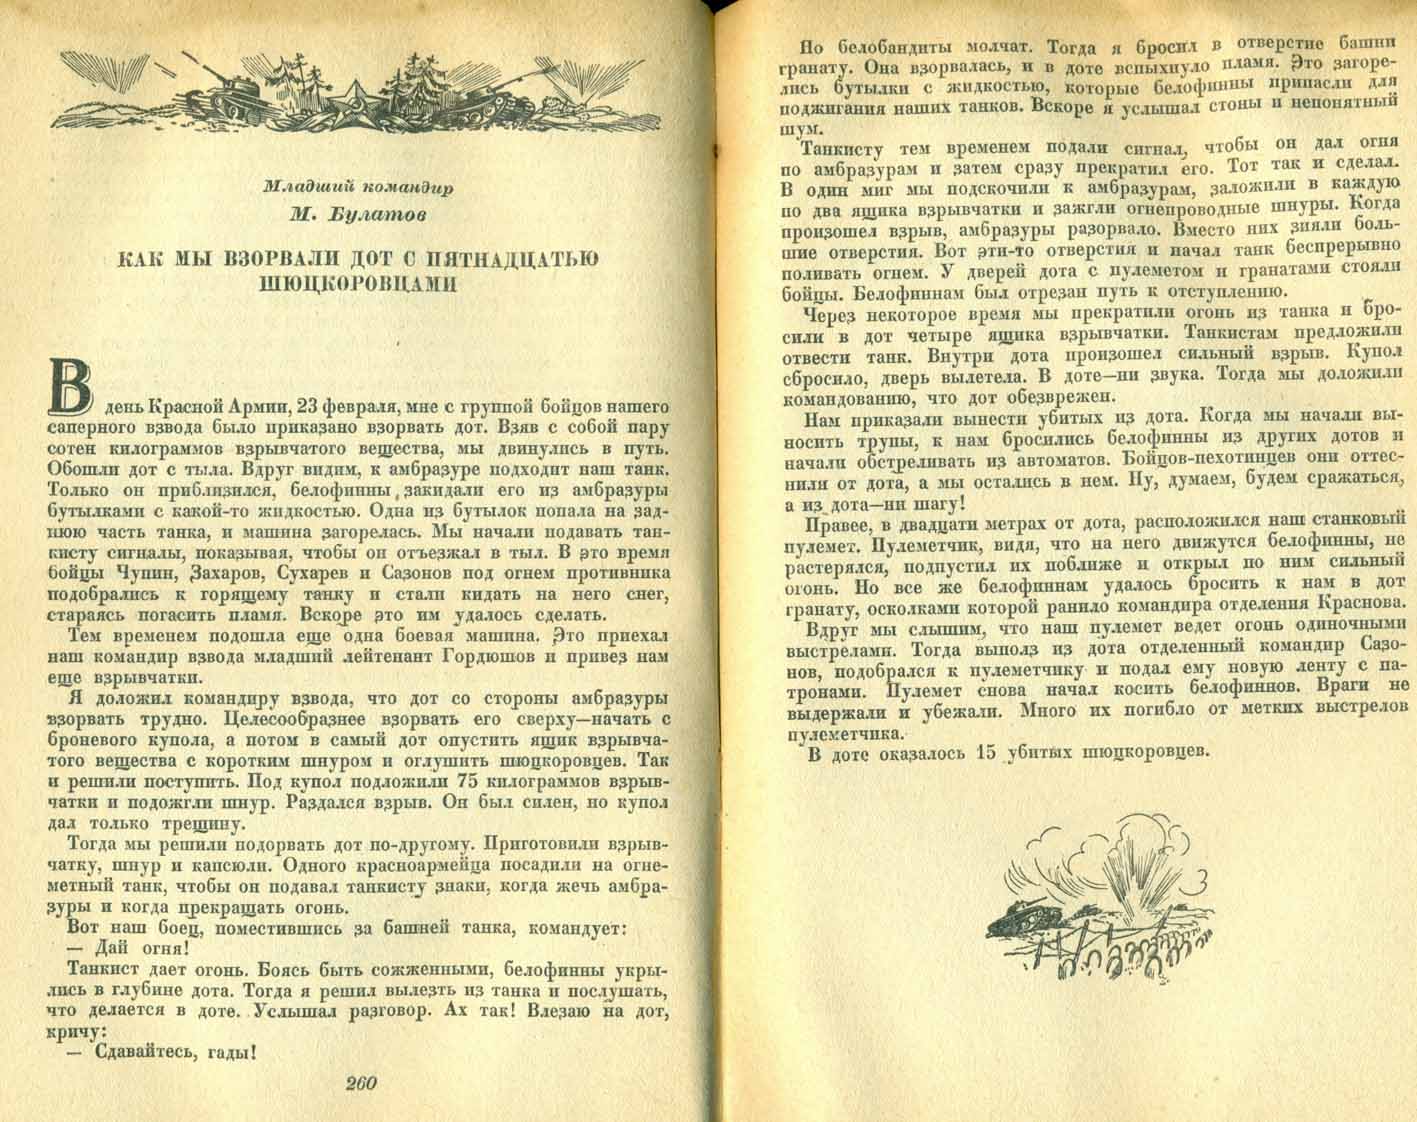 Младший командир
М. Булатов
КАК МЫ ВЗОРВАЛИ ДОТ С ПЯТНАДЦАТЬЮ
ШЮЦКОРОВЦАМИ
В день Красной Армии, 23 февраля, мне с группой бойцов нашего
саперного взвода было приказано взорвать дот. Взяв с собой пару
сотен килограммов взрывчатого вещества, мы двинулись в путь.
Обошли дот с тыла. Вдруг видим, к амбразуре подходит наш танк.
Только он приблизился, белофинны закидали его из амбразуры
бутылками с какой-то жидкостью. Одна из бутылок попала на зад-
нюю часть танка, и машина загорелась. Мы начали подавать тан-
кисту сигналы, показывая, чтобы он отъезжал в тыл. В это время
бойцы Чупин, Захаров, Сухарев и Сазонов под огнем противника
подобрались к горящему танку и стали кидать на него снег,
стараясь погасить пламя. Вскоре это им удалось сделать.
Тем временем подошла еще одна боевая машина. Это приехал
наш командир взвода младший лейтенант Гордюшов и привез нам
еще взрывчатки.
Я доложил командиру взвода, что дот со стороны амбразуры
взорвать трудно. Целесообразнее взорвать его сверху—начать с
броневого купола, а потом в самый дот опустить ящик взрывча-
того вещества с коротким шнуром и оглушить шюцкоровцев. Так
и решили поступить. Под купол подложили 75 килограммов взрыв-
чатки и подожгли шнур. Раздался взрыв. Он был силен, но купол
дал только трещину.
Тогда мы решили подорвать дот по-другому. Приготовили взрыв-
чатку, шнур и капсюли. Одного красноармейца посадили на огне-
метный танк, чтобы он подавал танкисту знаки, когда жечь амбра-
зуры и когда прекращать огонь.
Вот наш боец, поместившись за башней танка, командует:
— Дай огня!
Танкист дает огонь. Боясь быть сожженными, белофинны укры-
лись в глубине дота. Тогда я решил вылезть из танка и послушать,
что делается в доте. Услышал разговор. Ах так! Влезаю на дот,
кричу:
— Сдавайтесь, гады!
260
Но белобандиты молчат. Тогда я бросил в отверстие башни
гранату. Она взорвалась, и в доте вспыхнуло пламя. Это загоре-
лись бутылки с жидкостью, которые белофинны припасли для
поджигания наших танков. Вскоре я услышал стоны и непонятный
шум.
Танкисту тем временем подали сигнал, чтобы он дал огня
по амбразурам и затем сразу прекратил его. Тот так и сделал.
В один миг мы подскочили к амбразурам, заложили в каждую
по два ящика взрывчатки и зажгли огнепроводные шнуры. Когда
произошел взрыв, амбразуры разорвало. Вместо них зияли боль-
шие отверстия. Вот эти-то отверстия и начал танк беспрерывно
поливать огнем. У дверей дота с пулеметом и гранатами стояли
бойцы. Белофиннам был отрезан путь к отступлению.
Через некоторое время мы прекратили огонь из танка и бро-
сили в дот четыре ящика взрывчатки. Танкистам предложили
отвести танк. Внутри дота произошел сильный взрыв. Купол
сбросило, дверь вылетела. В доте—ни звука. Тогда мы доложили
командованию, что дот обезврежен.
Нам приказали вынести убитых из дота. Когда мы начали вы-
носить трупы, к нам бросились белофинны из других дотов и
начали обстреливать из автоматов. Бойцов-пехотинцев они оттес-
нили от дота, а мы остались в нем. Ну, думаем, будем сражаться,
а из дота—ни шагу!
Правее, в двадцати метрах от дота, расположился наш станковый
пулемет. Пулеметчик, видя, что на него движутся белофинны, не
растерялся, подпустил их поближе и открыл по ним сильный
огонь. Но все же белофиннам удалось бросить к нам в дот
гранату, осколками которой ранило командира отделения Краснова.
Вдруг мы слышим, что наш пулемет ведет огонь одиночными
выстрелами. Тогда выполз из дота отделенный командир Сазо-
нов, подобрался к пулеметчику и подал ему новую ленту с па-
тронами. Пулемет снова начал косить белофиннов. Враги не
выдержали и убежали. Много их погибло от метких выстрелов
пулеметчика.
В доте оказалось 15 убитых шюцкоровцев.